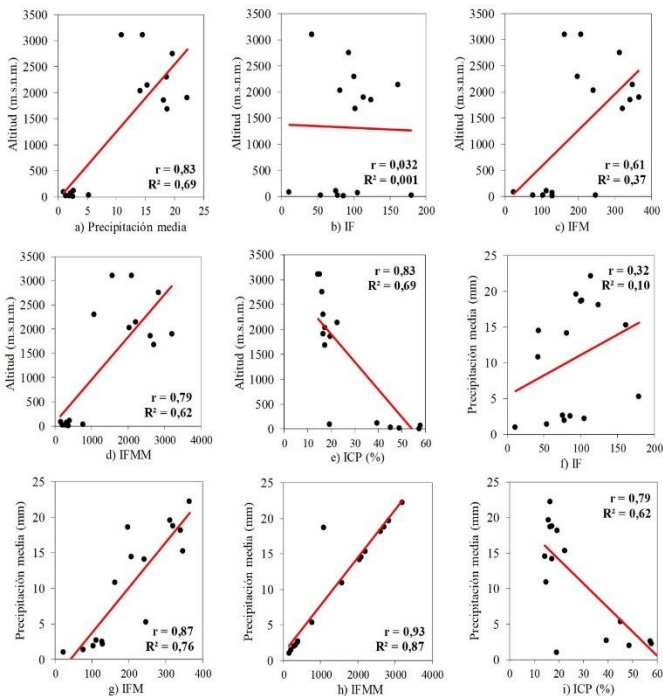 Altitud (m.s.n.m.)
3500
3000
2500
2000
1500
1000
500
0
r = 0,83
R² = 0,69
0 5 10 15 20 25
a) Precipitación media
Altitud (m.s.n.m.)
3500
3000
2500
2000
1500
1000
500
0
r = 0,032
R² = 0,001
0 50 100 150 200
b) IF
Altitud (m.s.n.m.)
3500
3000
2500
2000
1500
1000
500
0
r = 0,61
R² = 0,37
0 200 400
c) IFM
Altitud (m.s.n.m.)
3500
3000
2500
2000
1500
1000
500
0
r = 0,79
R² = 0,62
0 1000 2000 3000 4000
d) IFMM
Altitud (m.s.n.m.)
3500
3000
2500
2000
1500
1000
500
0
r = 0,83
R² = 0,69
10 20 30 40 50 60
e) ICP (%)
Precipitación media (mm)
25
20
15
10
5
0
r = 0,32
R² = 0,10
0 50 100 150 200
f) IF
Precipitación media (mm)
25
20
15
10
5
0
r = 0,87
R² = 0,76
0 100 200 300 400
g) IFM
Precipitación media (mm)
25
20
15
10
5
0
r = 0,93
R² = 0,87
0 1000 2000 3000 4000
h) IFMM
Precipitación media (mm)
25
20
15
10
5
0
r = 0,79
R² = 0,62
10 20 30 40 50 60
i) ICP (%)